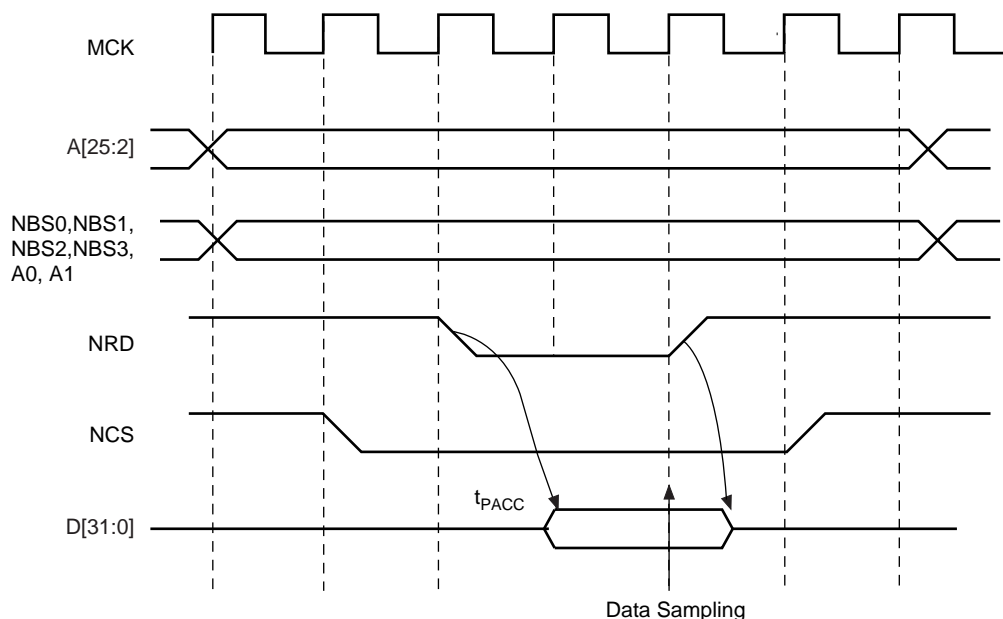 MCK
A[25:2]
NBS0,NBS1,
NBS2,NBS3,
A0, A1
NRD
NCS
tPACC
D[31:0]
Data Sampling